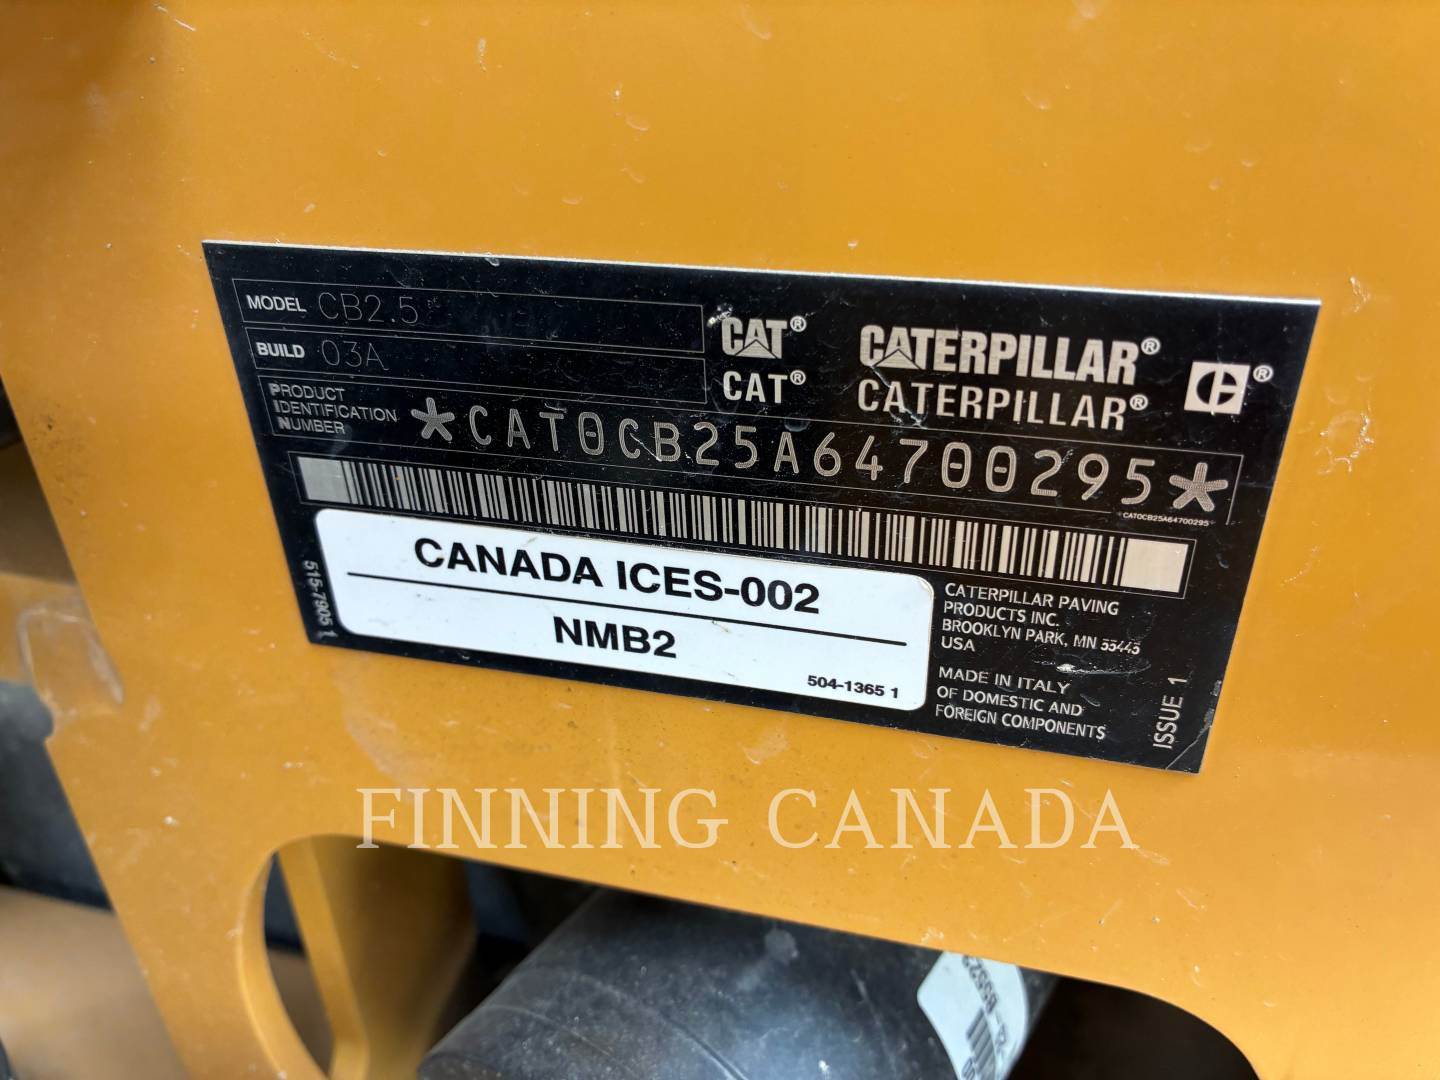 MODEL CB2.5
BUILD 03A
PRODUCT
IDENTIFICATION
NUMBER
*CAT0CB25A64700295*
CAT®
CAT®
CATERPILLAR®
CATERPILLAR®
C®
CAT0CB25A64700295
515-7905 1
CANADA ICES-002
NMB2
504-1365 1
CATERPILLAR PAVING
PRODUCTS INC.
BROOKLYN PARK, MN 55445
USA
MADE IN ITALY
OF DOMESTIC AND
FOREIGN COMPONENTS
ISSUE 1
FINNING CANADA